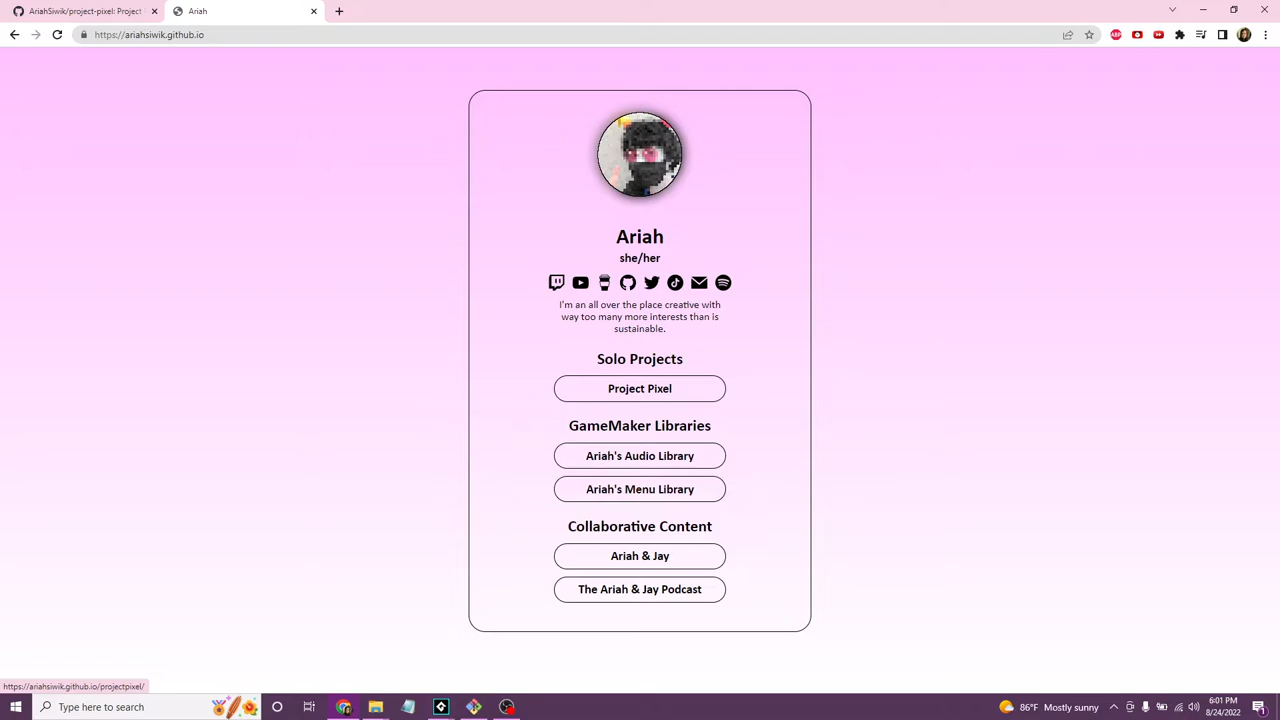 AriahSiwik/project-pixel: Project
Ariah
https://ariahsiwik.github.io
ABP
Ariah
she/her
I'm an all over the place creative with
way too many more interests than is
sustainable.
Solo Projects
Project Pixel
GameMaker Libraries
Ariah's Audio Library
Ariah's Menu Library
Collaborative Content
Ariah & Jay
The Ariah & Jay Podcast
https://ariahsiwik.github.io/projectpixel/
Type here to search
86°F Mostly sunny
6:01 PM
8/24/2022
1